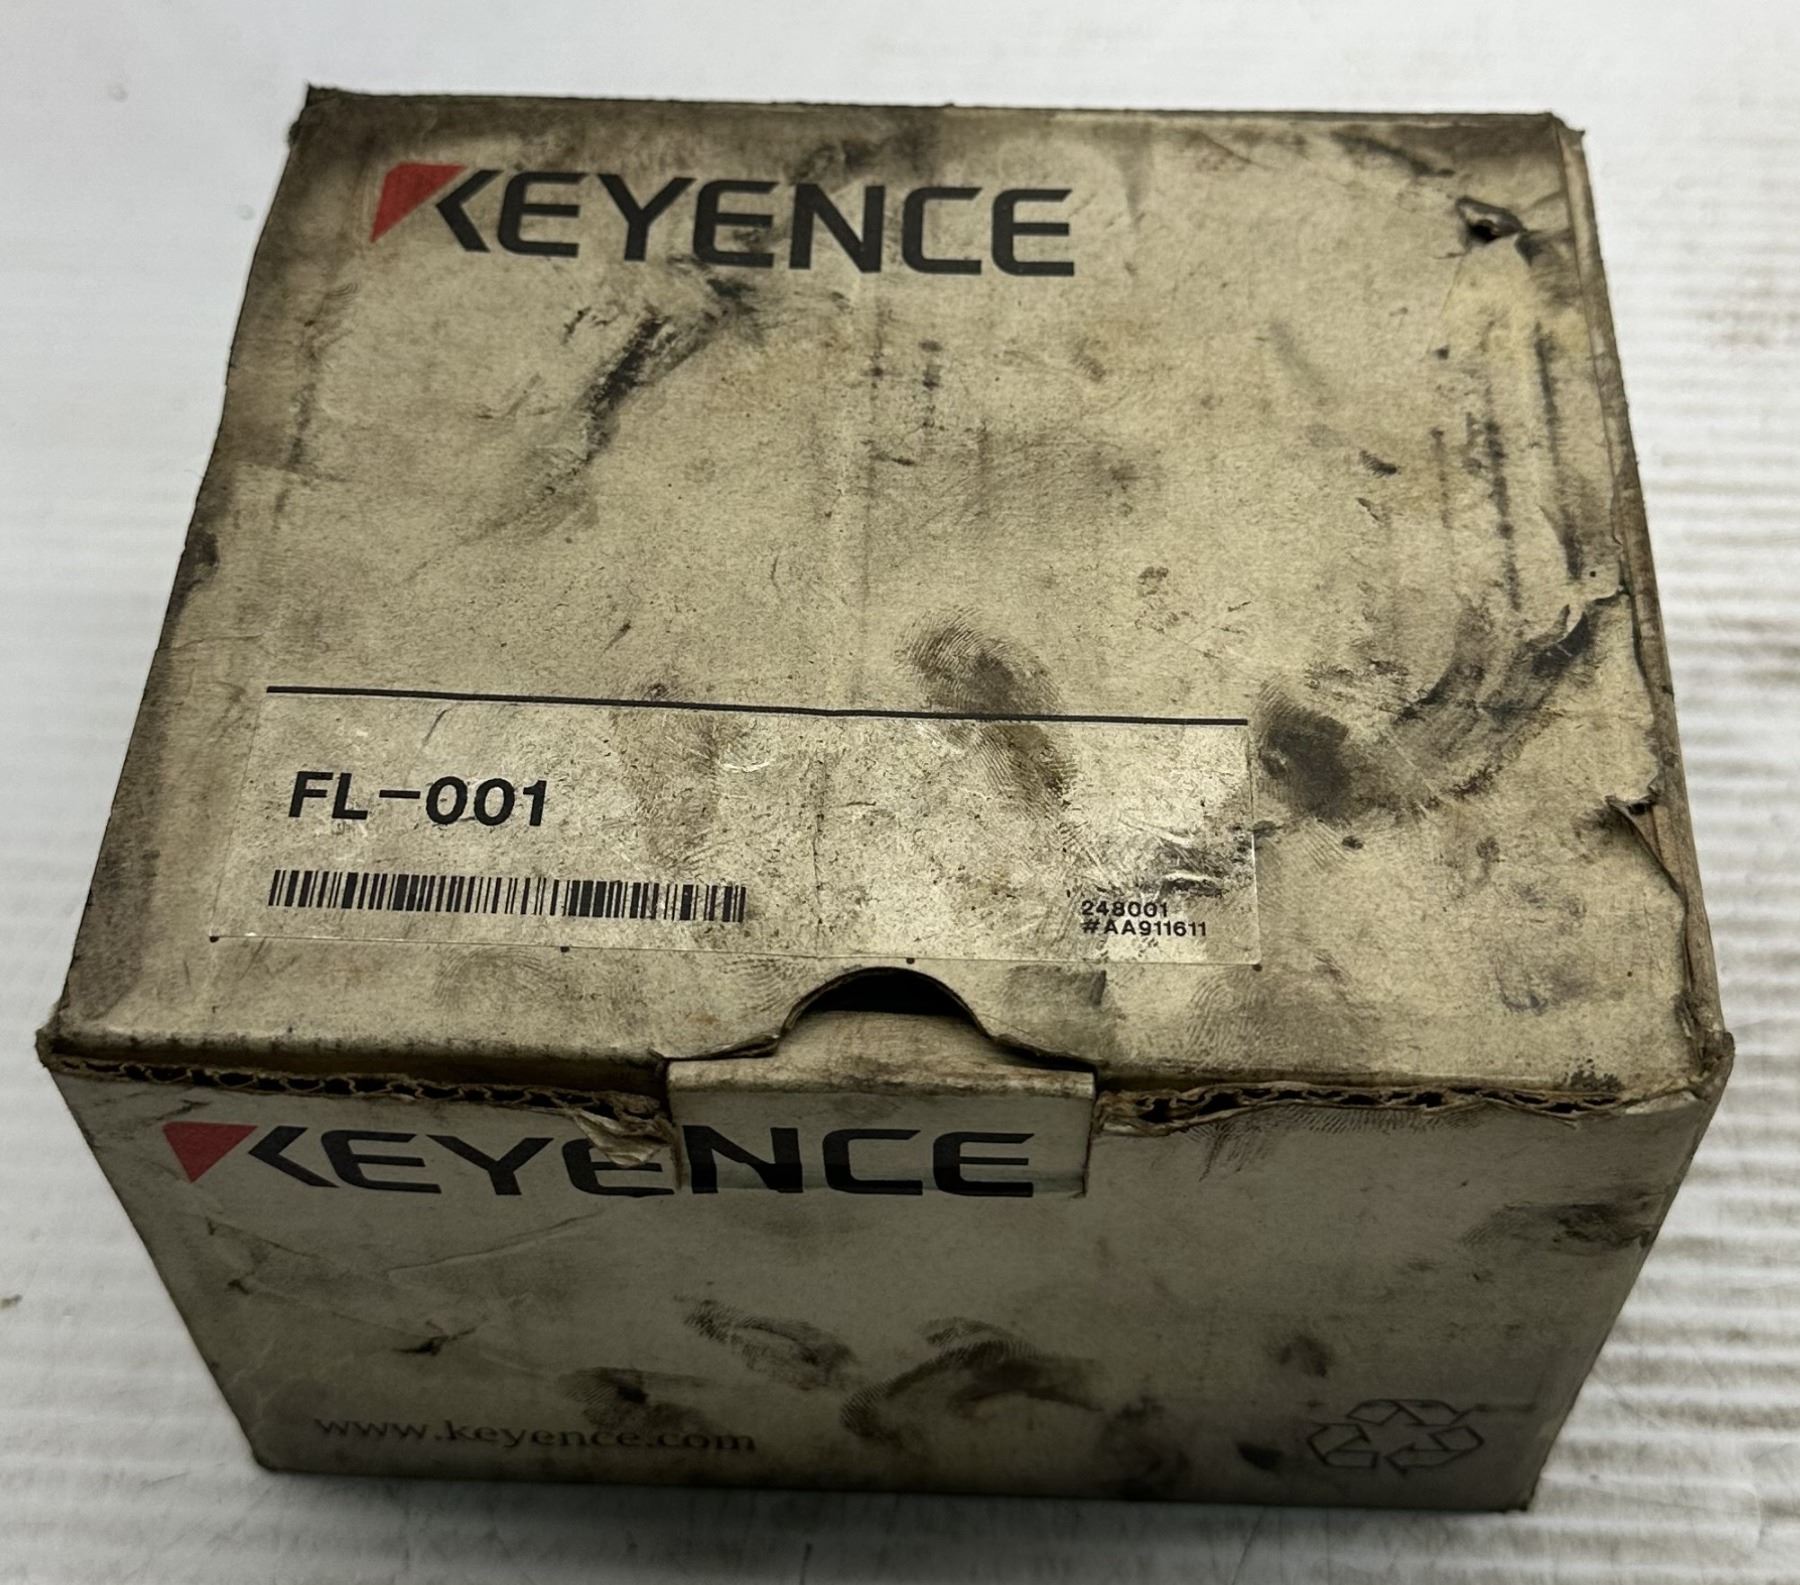 KEYENCE
FL-001
248001
#AA911611
KEYENCE
www.keyence.com